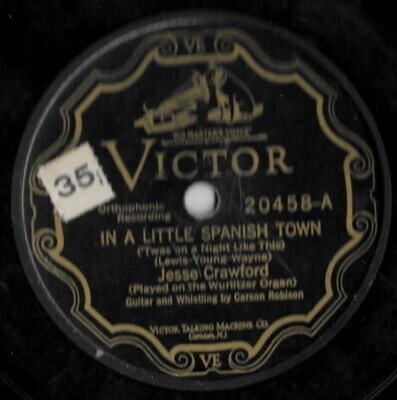 VE
"HIS MASTER'S VOICE"
VICTOR
35
Orthophonic
Recording
20458-A
IN A LITTLE SPANISH TOWN
('Twas on a Night Like This)
(Lewis-Young-Wayne)
Jesse Crawford
(Played on the Wurlitzer Organ)
Guitar and Whistling by Carson Robison
VICTOR TALKING MACHINE CO.
Camden, N.J.
VE